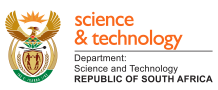 science
& technology
Department:
Science and Technology
REPUBLIC OF SOUTH AFRICA